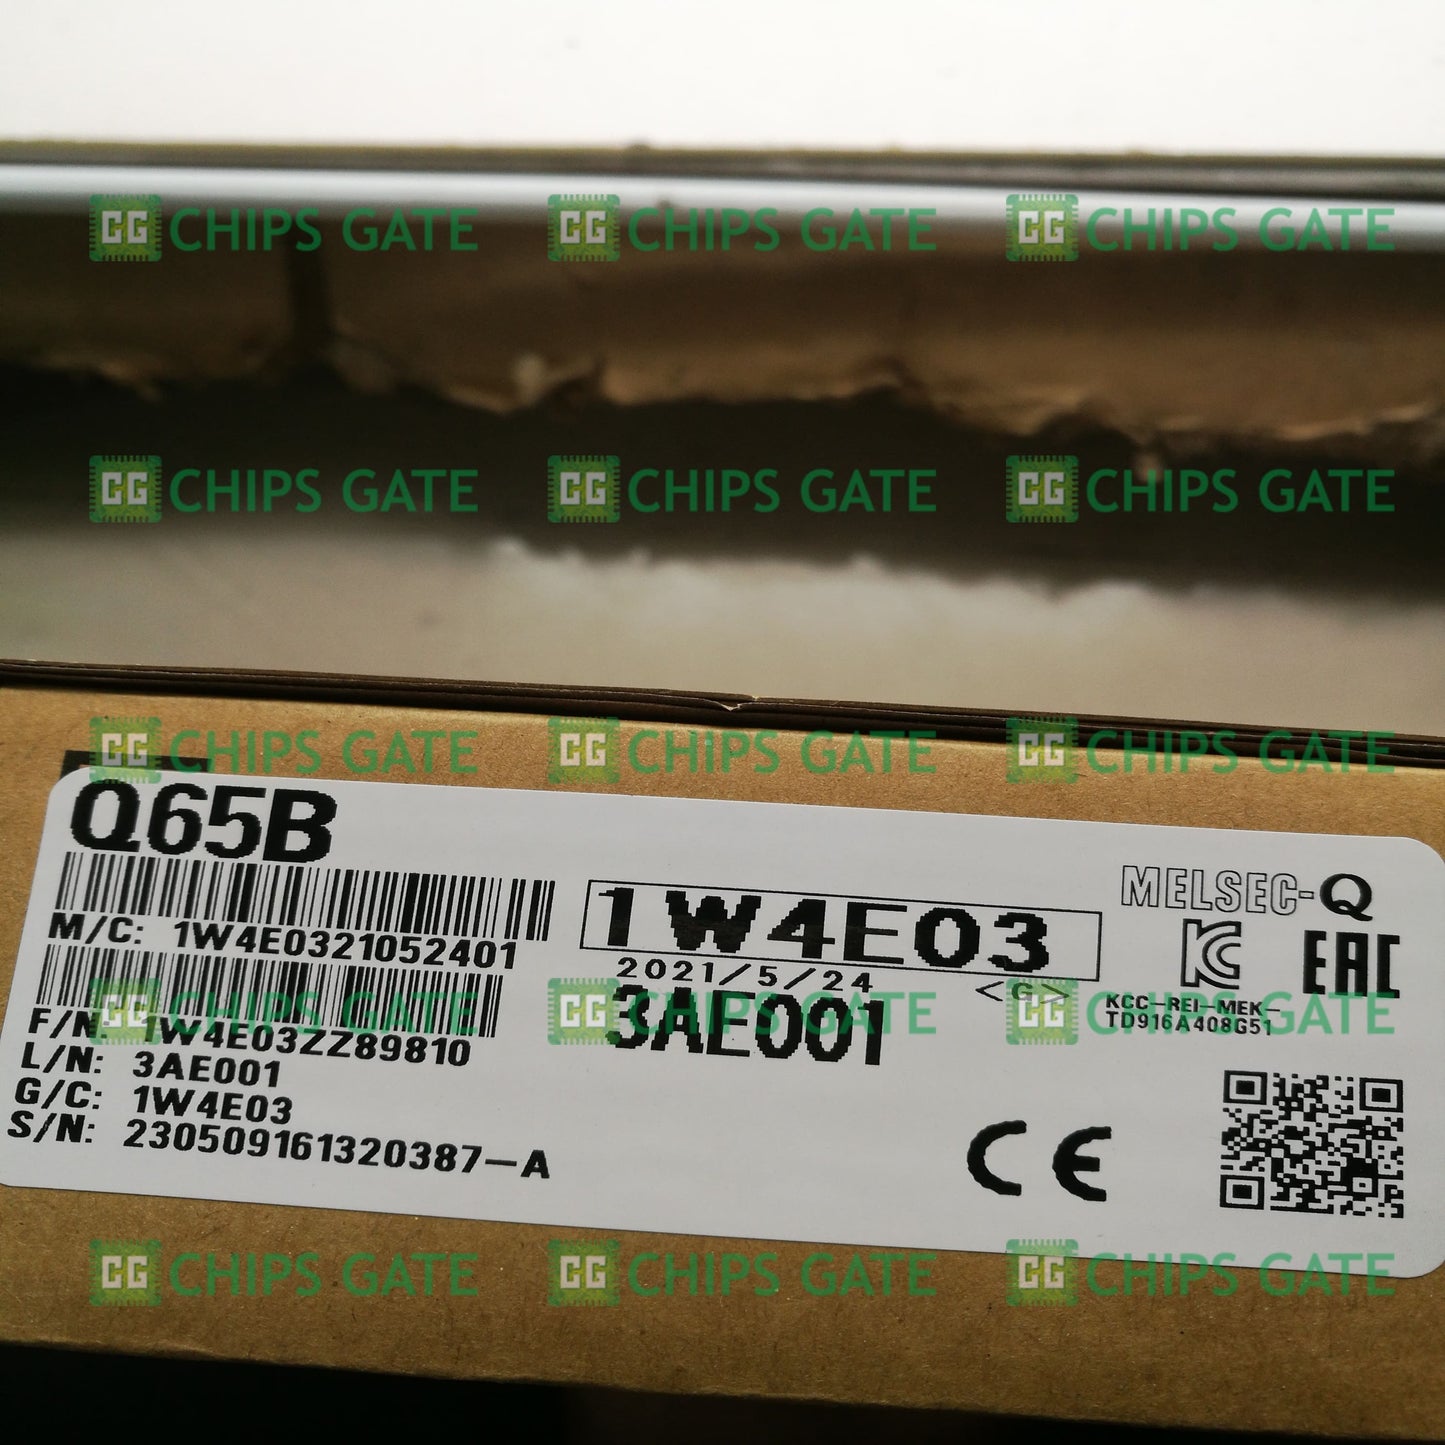 CG CHIPS GATE CG CHIPS GATE CG CHIPS GATE
CG CHIPS GATE CG CHIPS GATE CG CHIPS GATE
CG CHIPS GATE CG CHIPS GATE CG CHIPS GATE
Q65B
M/C: 1W4E0321052401
F/N: 1W4E03ZZ89810
L/N: 3AE001
G/C: 1W4E03
S/N: 230509161320387-A
1W4E03
2021/5/24 <G>
3AE001
MELSEC-Q
KC EAC
KCC-REI-MEK-
TD916A408G51
CE
CG CHIPS GATE CG CHIPS GATE CG CHIPS GATE
CG CHIPS GATE CG CHIPS GATE CG CHIPS GATE